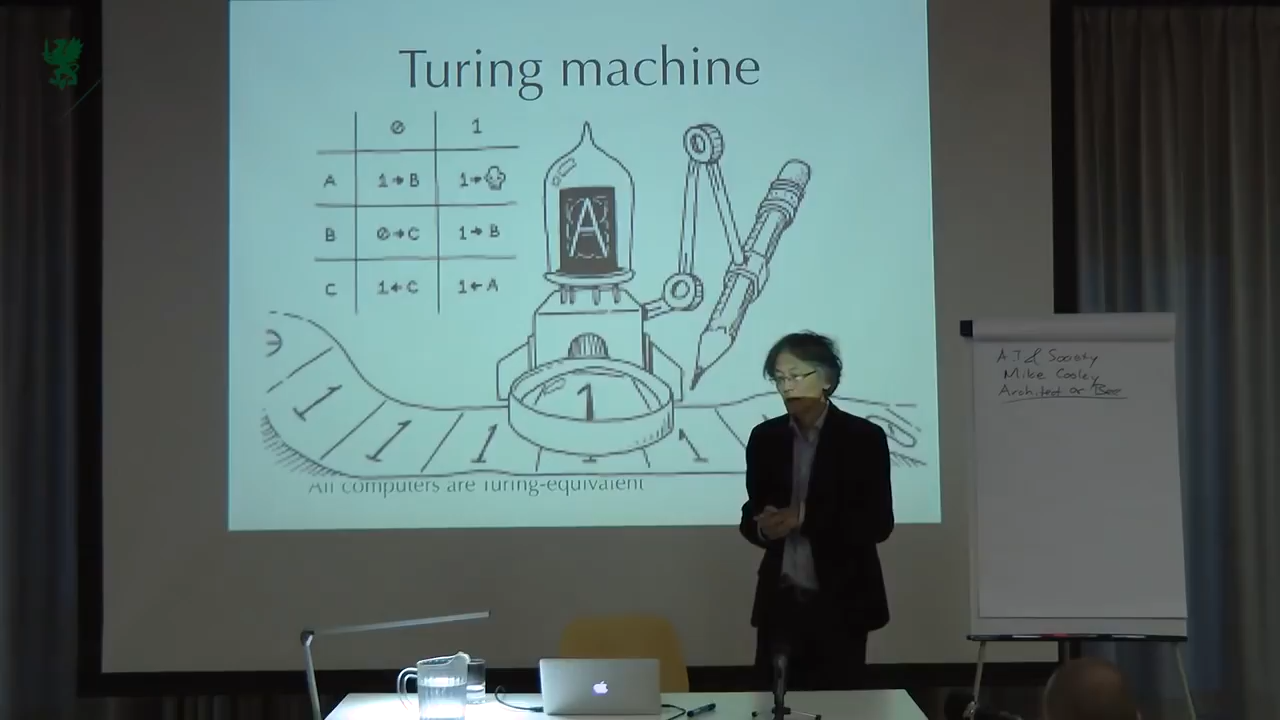 Turing machine
0 1
A 1→B 1→
B 0→C 1→B
C 1←C 1←A
A
1
1 1 1 1
All computers are Turing-equivalent
A I & Society
Mike Cooley
Architect or Bee